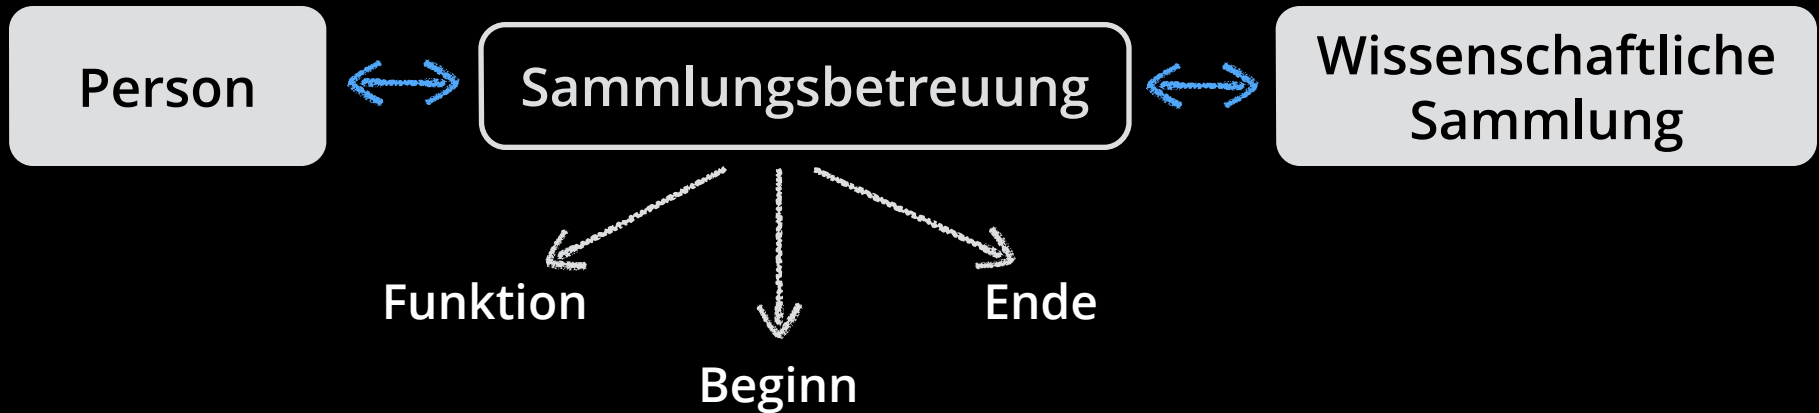 Person
Sammlungsbetreuung
Wissenschaftliche
Sammlung
Funktion
Beginn
Ende